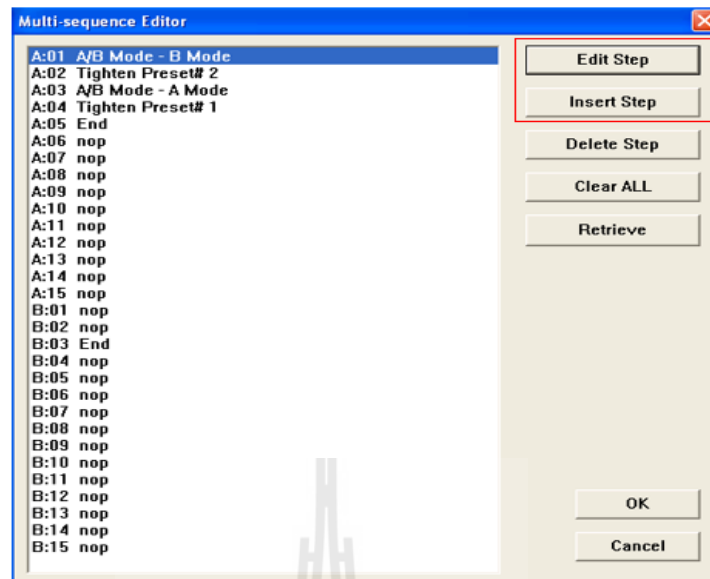 Multi-sequence Editor
A:01 A/B Mode - B Mode
A:02 Tighten Preset# 2
A:03 A/B Mode - A Mode
A:04 Tighten Preset# 1
A:05 End
A:06 nop
A:07 nop
A:08 nop
A:09 nop
A:10 nop
A:11 nop
A:12 nop
A:13 nop
A:14 nop
A:15 nop
B:01 nop
B:02 nop
B:03 End
B:04 nop
B:05 nop
B:06 nop
B:07 nop
B:08 nop
B:09 nop
B:10 nop
B:11 nop
B:12 nop
B:13 nop
B:14 nop
B:15 nop
Edit Step
Insert Step
Delete Step
Clear ALL
Retrieve
OK
Cancel